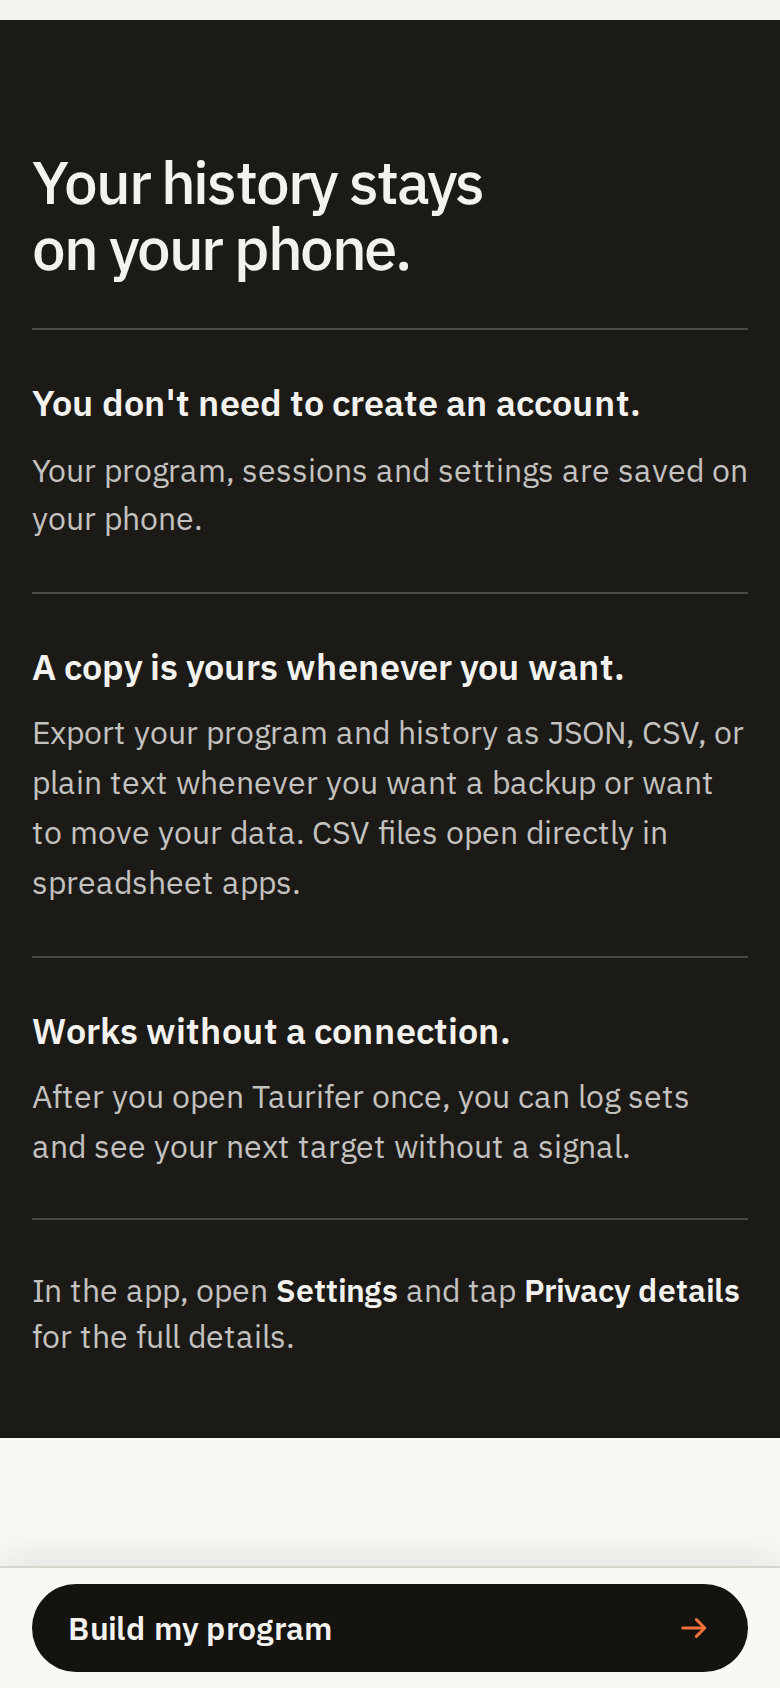 Your history stays
on your phone.
You don't need to create an account.
Your program, sessions and settings are saved on
your phone.
A copy is yours whenever you want.
Export your program and history as JSON, CSV, or
plain text whenever you want a backup or want
to move your data. CSV files open directly in
spreadsheet apps.
Works without a connection.
After you open Taurifer once, you can log sets
and see your next target without a signal.
In the app, open Settings and tap Privacy details
for the full details.
Build my program